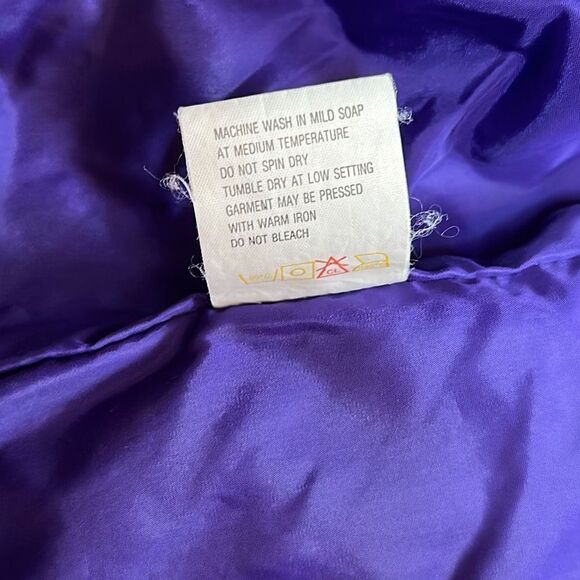 MACHINE WASH IN MILD SOAP
AT MEDIUM TEMPERATURE
DO NOT SPIN DRY
TUMBLE DRY AT LOW SETTING
GARMENT MAY BE PRESSED
WITH WARM IRON
DO NOT BLEACH
CL